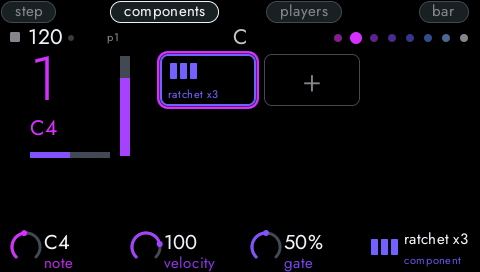 step components players bar
120 p1 C
1
C4
ratchet x3
+
C4 100 50% ratchet x3
note velocity gate component